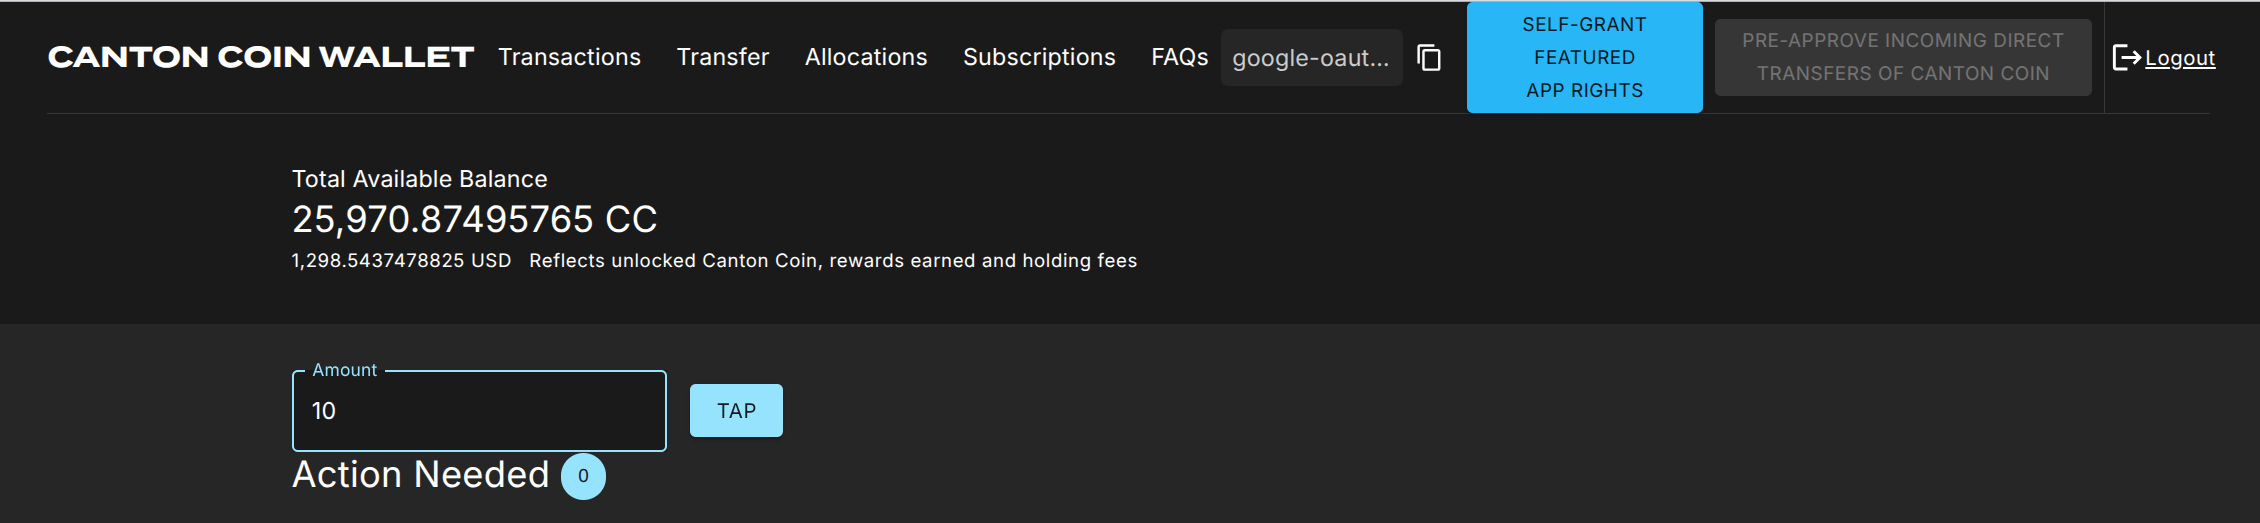 CANTON COIN WALLET
Transactions
Transfer
Allocations
Subscriptions
FAQs
google-oaut...
SELF-GRANT
FEATURED
APP RIGHTS
PRE-APPROVE INCOMING DIRECT
TRANSFERS OF CANTON COIN
Logout
Total Available Balance
25,970.87495765 CC
1,298.5437478825 USD Reflects unlocked Canton Coin, rewards earned and holding fees
Amount
10
TAP
Action Needed 0